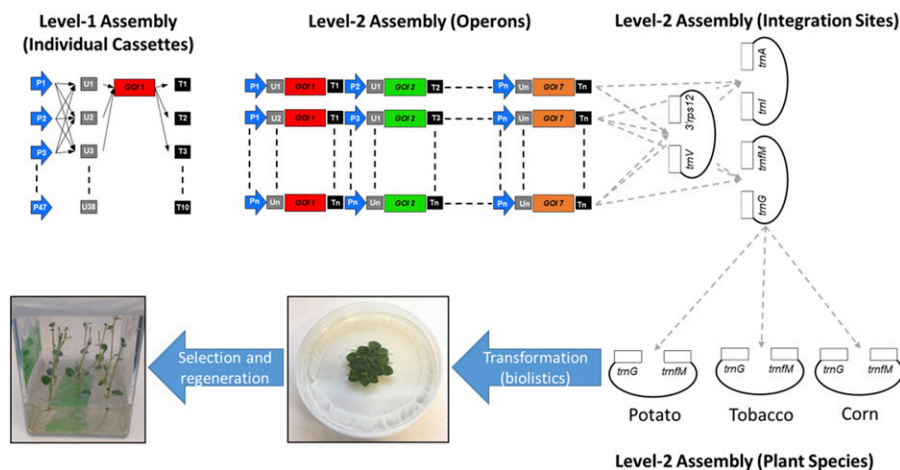 Level-1 Assembly
(Individual Cassettes)
Level-2 Assembly (Operons)
Level-2 Assembly (Integration Sites)
P1 U1 GOI 1 T1
P2 U2 T2
P3 U3 T3
P47 U38 T10
P1 U1 GOI 1 T1 P2 U1 GOI 2 T2 Pn Un GOI 7 Tn
P1 U2 GOI 1 T1 P3 U1 GOI 2 T3 Pn Un GOI 7 Tn
Pn Un GOI 1 Tn Pn Un GOI 2 Tn Pn Un GOI 7 Tn
trnA
trnI
3'rps12
trnV
trnfM
trnG
Selection and
regeneration
Transformation
(biolistics)
trnG trnfM
Potato
trnG trnfM
Tobacco
trnG trnfM
Corn
Level-2 Assembly (Plant Species)